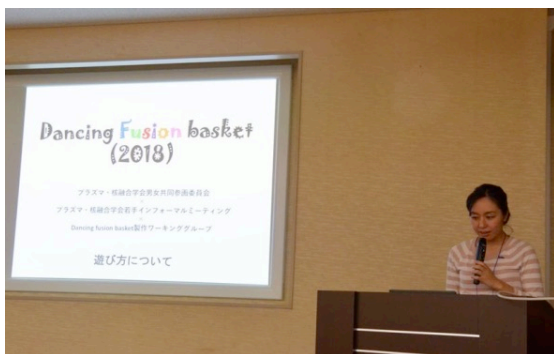 Dancing Fusion basket
(2018)
プラズマ・核融合学会男女共同参画委員会
×
プラズマ・核融合学会若手インフォーマルミーティング
×
Dancing fusion basket製作ワーキンググループ
遊び方について